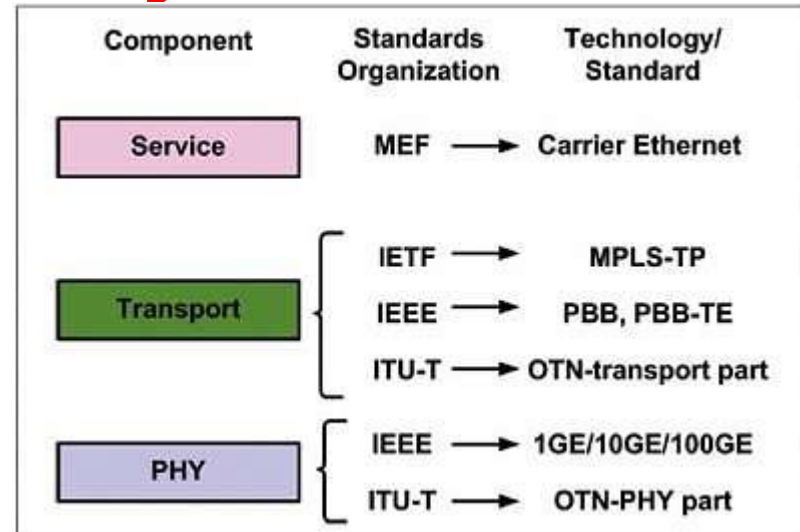 Component
Standards
Organization
Technology/
Standard
Service
MEF
Carrier Ethernet
Transport
IETF
MPLS-TP
IEEE
PBB, PBB-TE
ITU-T
OTN-transport part
PHY
IEEE
1GE/10GE/100GE
ITU-T
OTN-PHY part